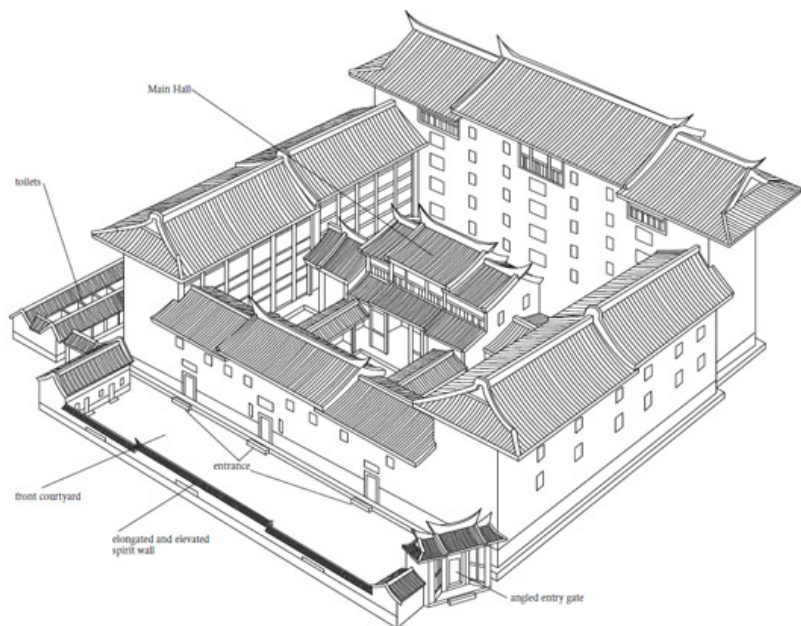 Main Hall
toilets
entrance
front courtyard
elongated and elevated
spirit wall
angled entry gate